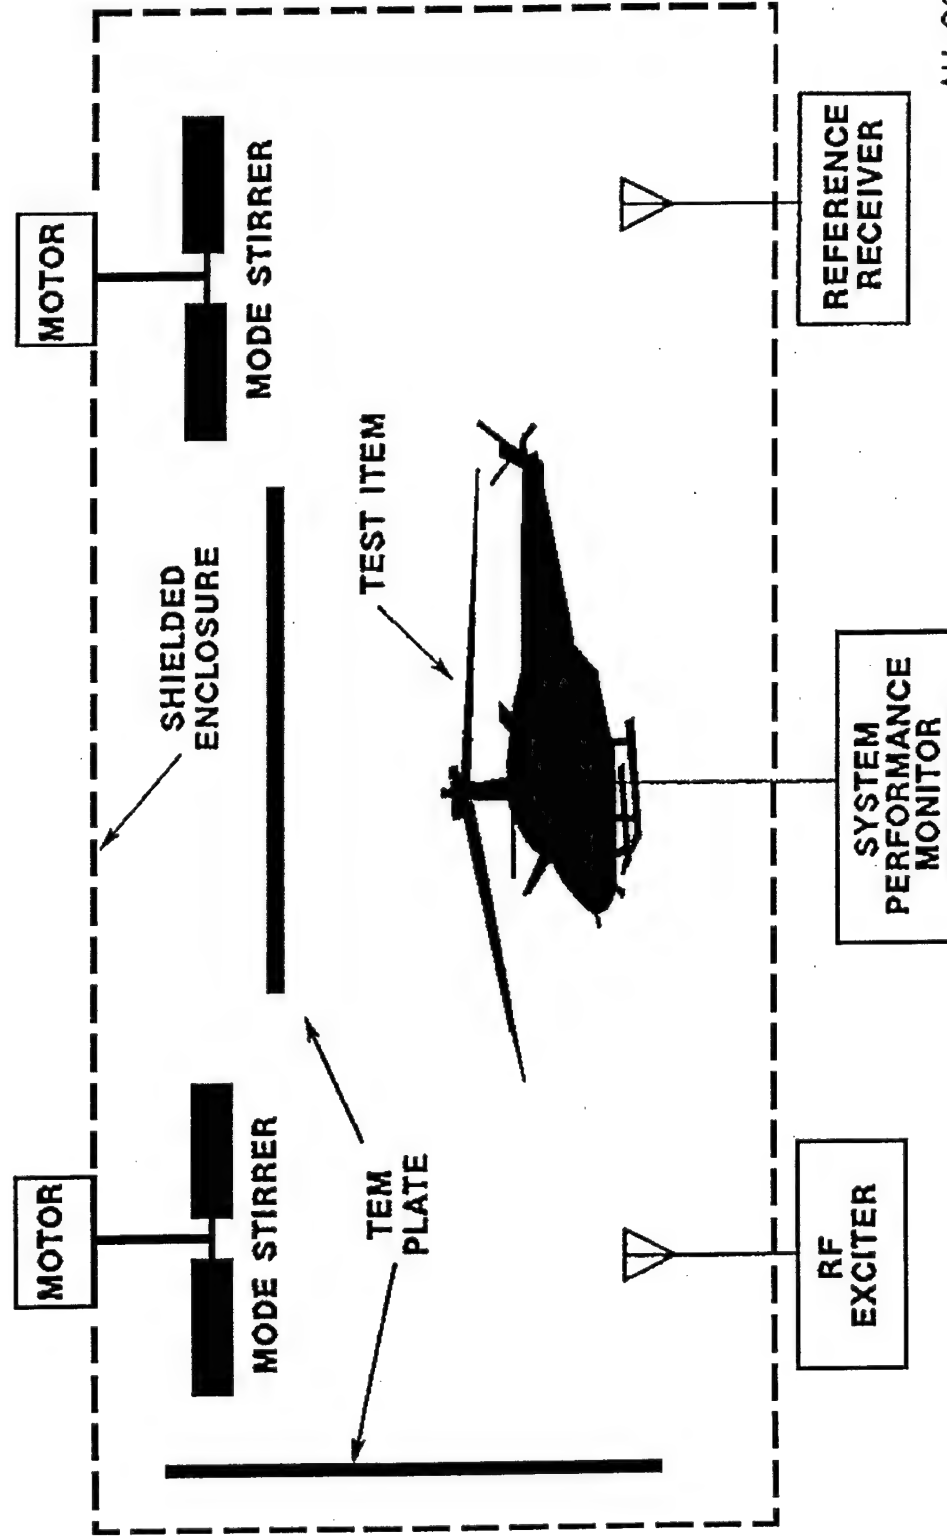 MOTOR
MOTOR
SHIELDED
ENCLOSURE
MODE STIRRER
MODE STIRRER
TEST ITEM
TEM
PLATE
RF
EXCITER
SYSTEM
PERFORMANCE
MONITOR
REFERENCE
RECEIVER